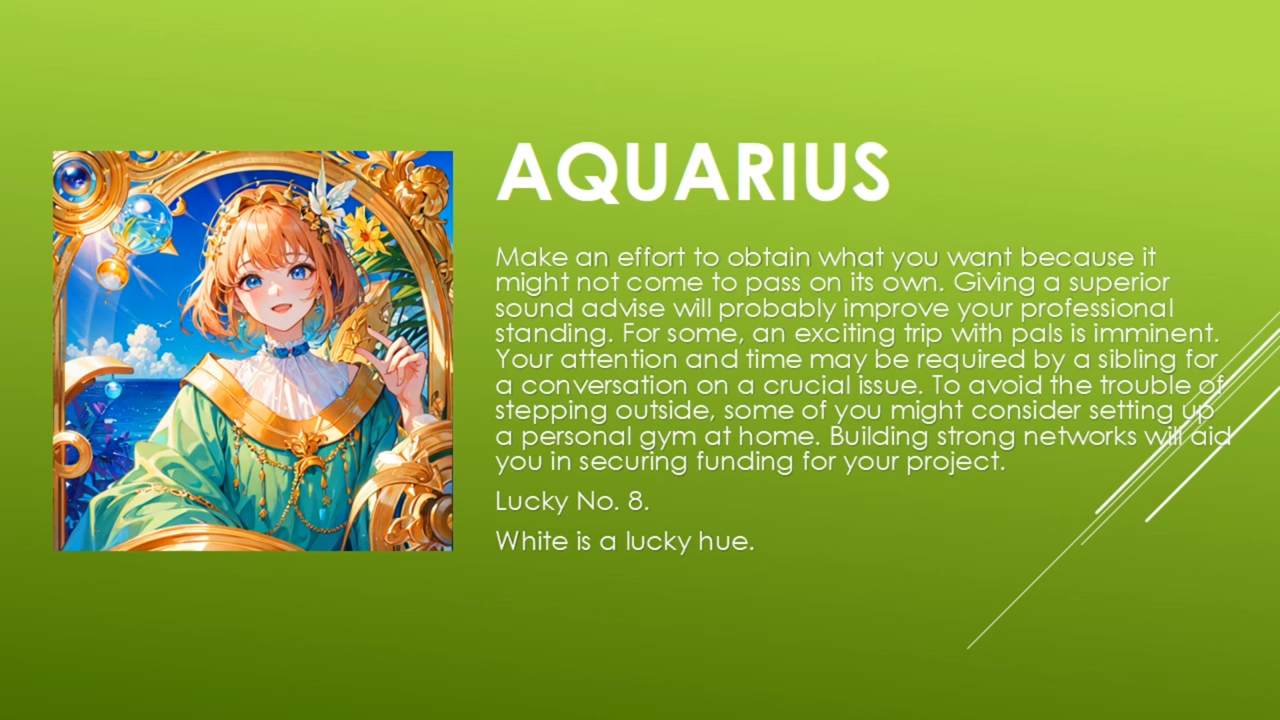 AQUARIUS
Make an effort to obtain what you want because it
might not come to pass on its own. Giving a superior
sound advise will probably improve your professional
standing. For some, an exciting trip with pals is imminent.
Your attention and time may be required by a sibling for
a conversation on a crucial issue. To avoid the trouble of
stepping outside, some of you might consider setting up
a personal gym at home. Building strong networks will aid
you in securing funding for your project.
Lucky No. 8.
White is a lucky hue.